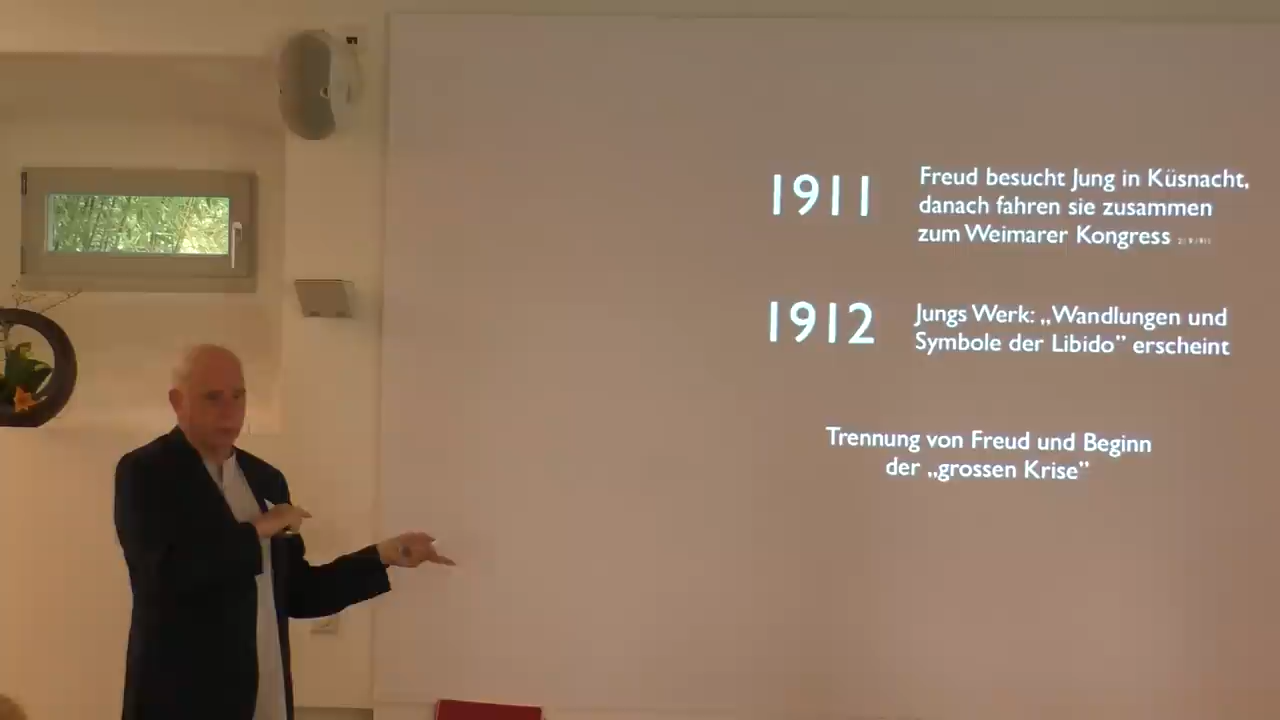 1911
Freud besucht Jung in Küsnacht,
danach fahren sie zusammen
zum Weimarer Kongress
1912
Jungs Werk: „Wandlungen und
Symbole der Libido” erscheint
Trennung von Freud und Beginn
der „grossen Krise”